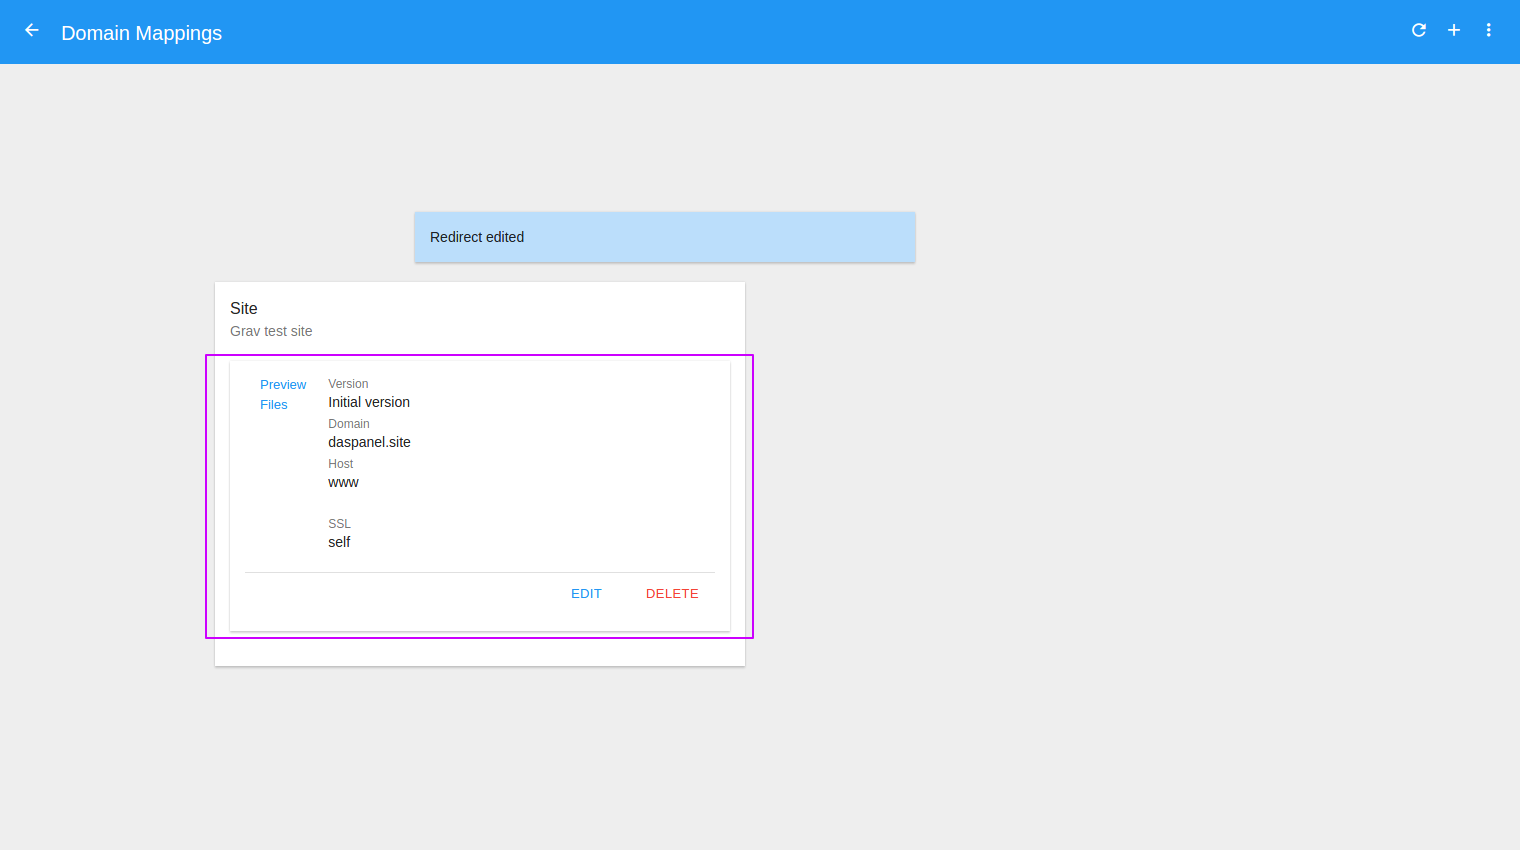 Domain Mappings
Redirect edited
Site
Grav test site
Preview
Files
Version
Initial version
Domain
daspanel.site
Host
www
SSL
self
EDIT DELETE